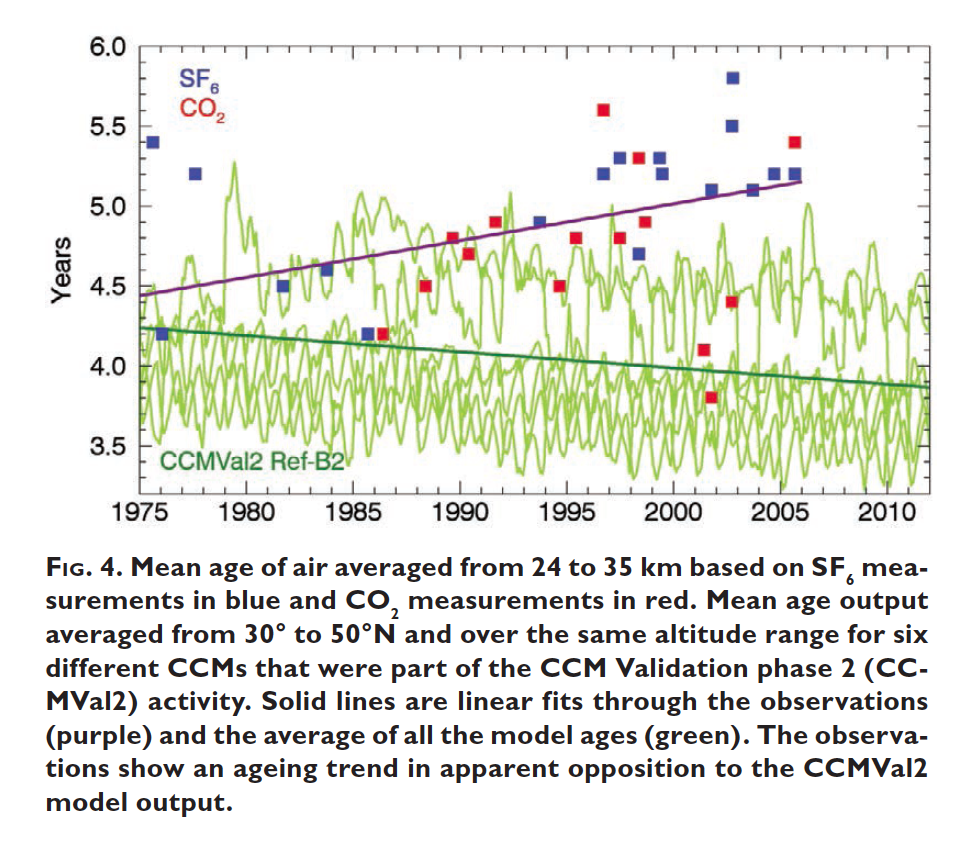 6.0
SF6
CO2
5.5
5.0
Years
4.5
4.0
3.5
CCMVal2 Ref-B2
1975 1980 1985 1990 1995 2000 2005 2010
FIG. 4. Mean age of air averaged from 24 to 35 km based on SF6 mea-
surements in blue and CO2 measurements in red. Mean age output
averaged from 30° to 50°N and over the same altitude range for six
different CCMs that were part of the CCM Validation phase 2 (CC-
MVal2) activity. Solid lines are linear fits through the observations
(purple) and the average of all the model ages (green). The observa-
tions show an ageing trend in apparent opposition to the CCMVal2
model output.